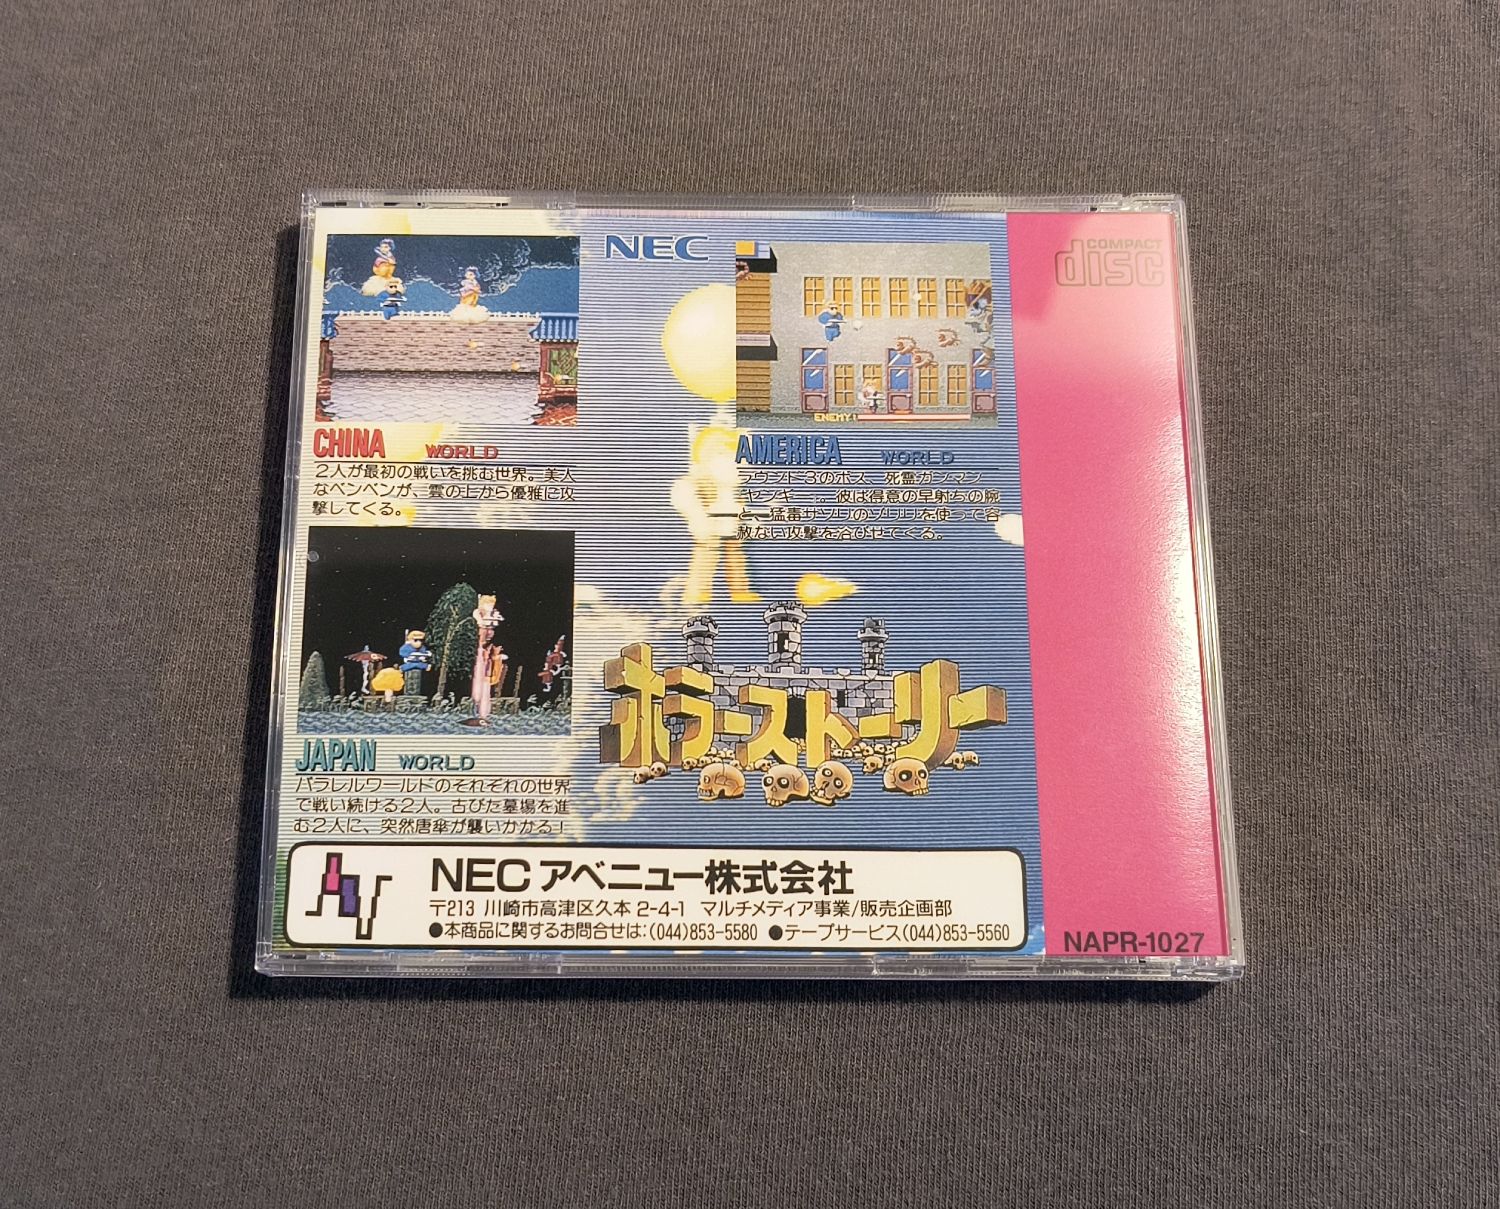 NEC
COMPACT
disc
CHINA WORLD
2人が最初の戦いを挑む世界。美人
なペンペンが、雲の上から優雅に攻
撃してくる。
ENEMY
AMERICA WORLD
ラウンド3のボス、死霊ガンマン
ヤンキー。彼は得意の早射ちの腕
と、猛毒サソリのゾリリを使って容
赦ない攻撃を浴びせてくる。
JAPAN WORLD
パラレルワールドのそれぞれの世界
で戦い続ける2人。古びた墓場を進
む2人に、突然唐傘が襲いかかる!
ホラーストーリー
NECアベニュー株式会社
〒213 川崎市高津区久本2-4-1 マルチメディア事業/販売企画部
●本商品に関するお問合せは:(044)853-5580 ●テープサービス(044)853-5560
NAPR-1027